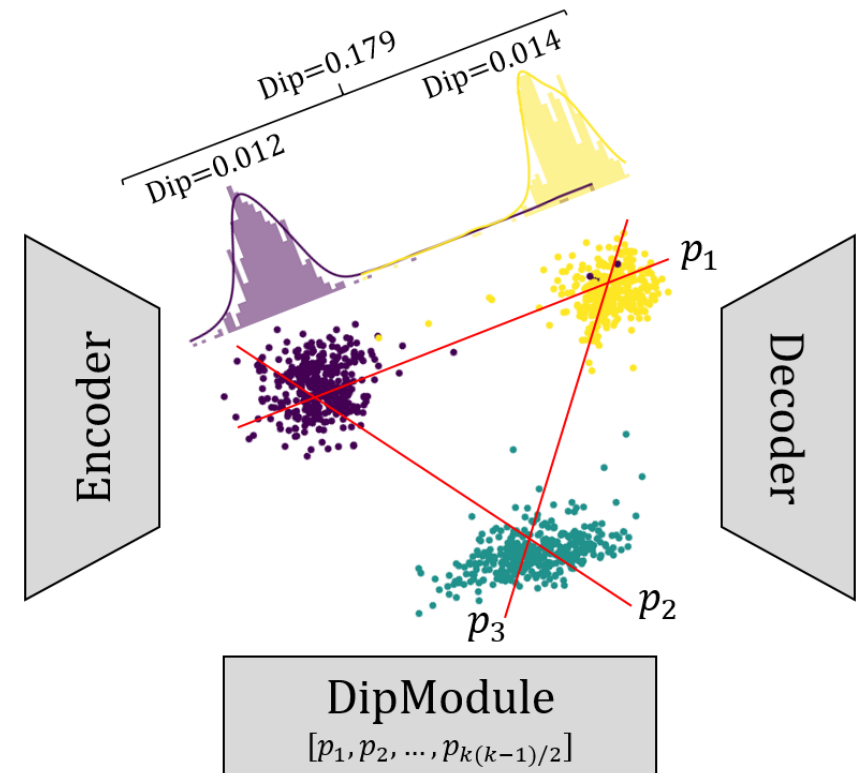 Dip=0.179
Dip=0.014
Dip=0.012
p₁
Encoder
Decoder
p₂
p₃
DipModule
[p₁, p₂, ..., pₖ₍ₖ₋₁₎/₂]